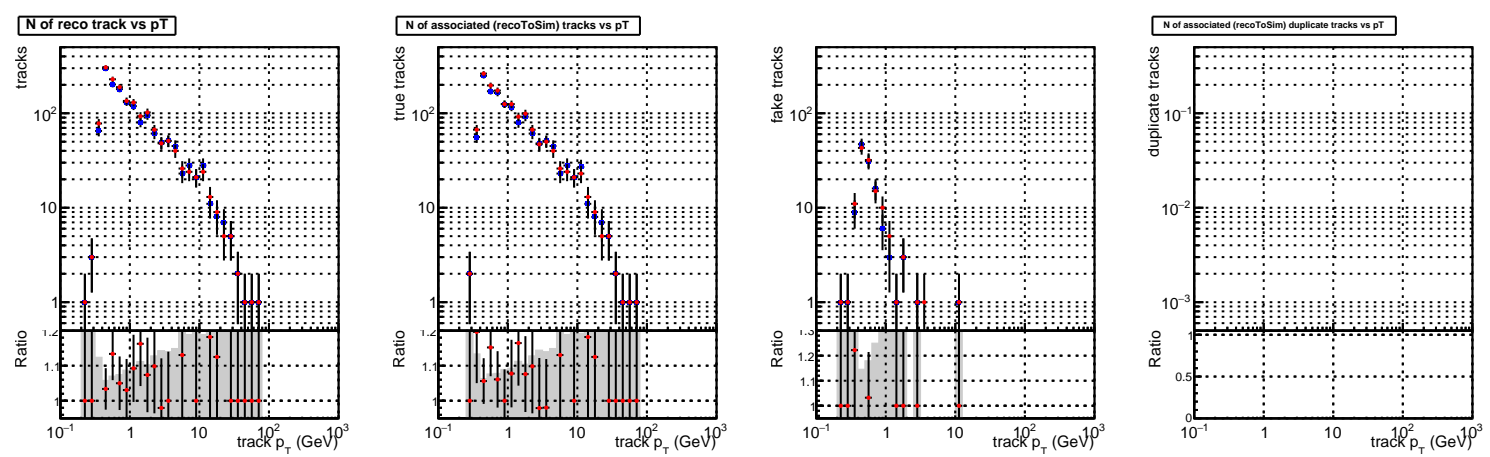 N of reco track vs pT
tracks
10²
10
1
Ratio
1.2
1.1
1
10⁻¹ 1 10 10² 10³
track p_T (GeV)
N of associated (recoToSim) tracks vs pT
true tracks
10²
10
1
Ratio
1.2
1.1
1
10⁻¹ 1 10 10² 10³
track p_T (GeV)
fake tracks
10²
10
1
Ratio
1.3
1.2
1.1
1
10⁻¹ 1 10 10² 10³
track p_T (GeV)
N of associated (recoToSim) duplicate tracks vs pT
duplicate tracks
10⁻¹
10⁻²
10⁻³
Ratio
1
0.5
0
10⁻¹ 1 10 10² 10³
track p_T (GeV)